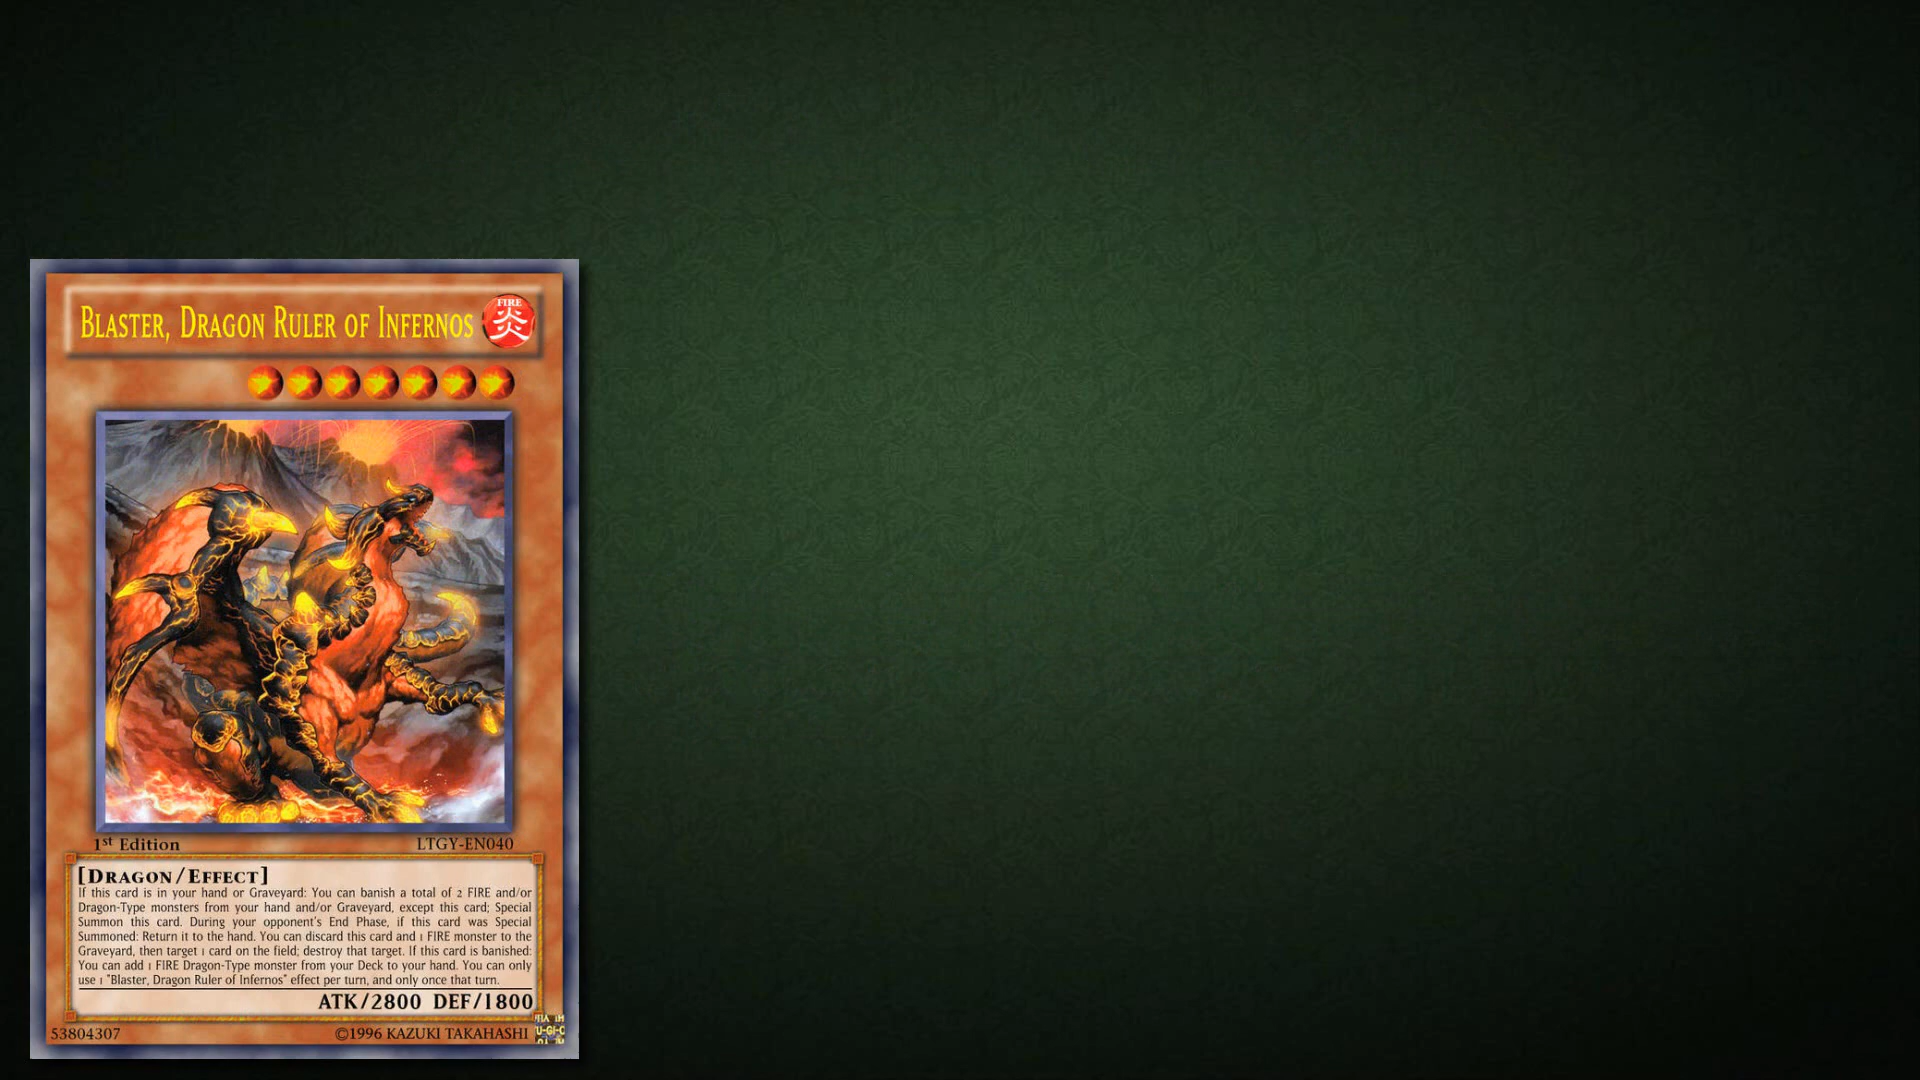 Blaster, Dragon Ruler of Infernos
FIRE
炎
1st Edition
LTGY-EN040
[Dragon/Effect]
If this card is in your hand or Graveyard: You can banish a total of 2 FIRE and/or
Dragon-Type monsters from your hand and/or Graveyard, except this card; Special
Summon this card. During your opponent's End Phase, if this card was Special
Summoned: Return it to the hand. You can discard this card and 1 FIRE monster to the
Graveyard, then target 1 card on the field; destroy that target. If this card is banished:
You can add 1 FIRE Dragon-Type monster from your Deck to your hand. You can only
use 1 "Blaster, Dragon Ruler of Infernos" effect per turn, and only once that turn.
ATK/2800 DEF/1800
53804307
©1996 KAZUKI TAKAHASHI